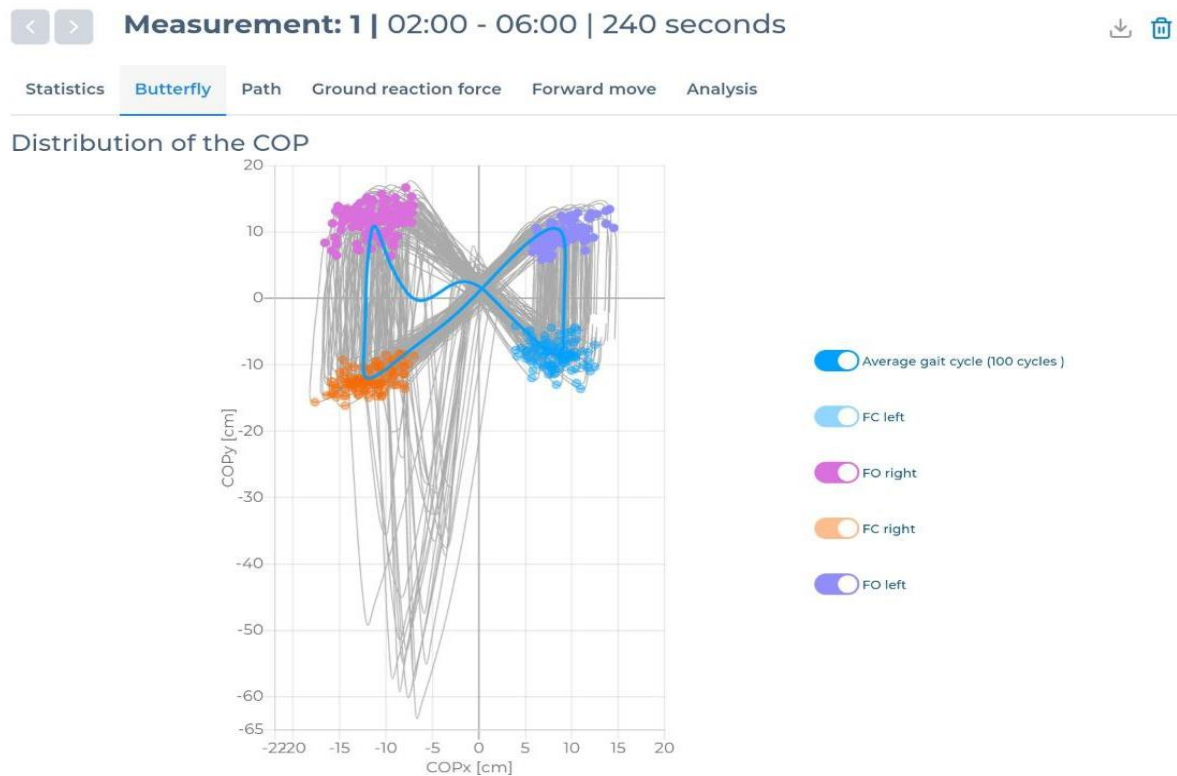 Measurement: 1 | 02:00 - 06:00 | 240 seconds
Statistics Butterfly Path Ground reaction force Forward move Analysis
Distribution of the COP
20
10
0
-10
-20
-30
-40
-50
-60
-65
COPy [cm]
-2220 -15 -10 -5 0 5 10 15 20
COPx [cm]
Average gait cycle (100 cycles )
FC left
FO right
FC right
FO left